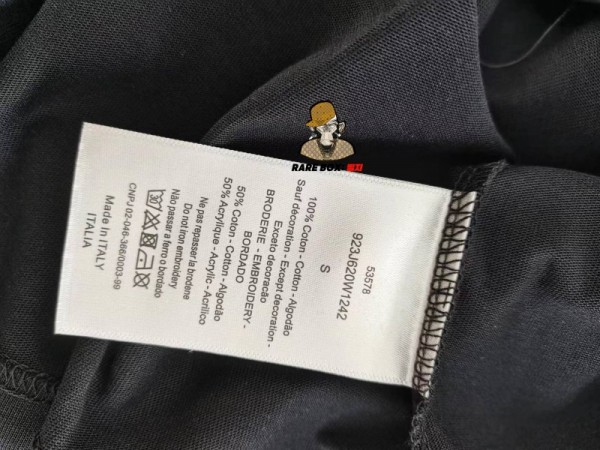 RARE BOX
53578
923J620W1242
S
100% Coton - Cotton - Algodão
Sauf décoration - Except decoration -
Exceto decoração
BRODERIE - EMBROIDERY -
BORDADO
50% Coton - Cotton - Algodão
50% Acrylique - Acrylic - Acrílico
Ne pas repasser la broderie
Do not iron embroidery
Não passar a ferro o bordado
CNPJ 02-046-366/0003-99
Made In ITALY
ITALIA